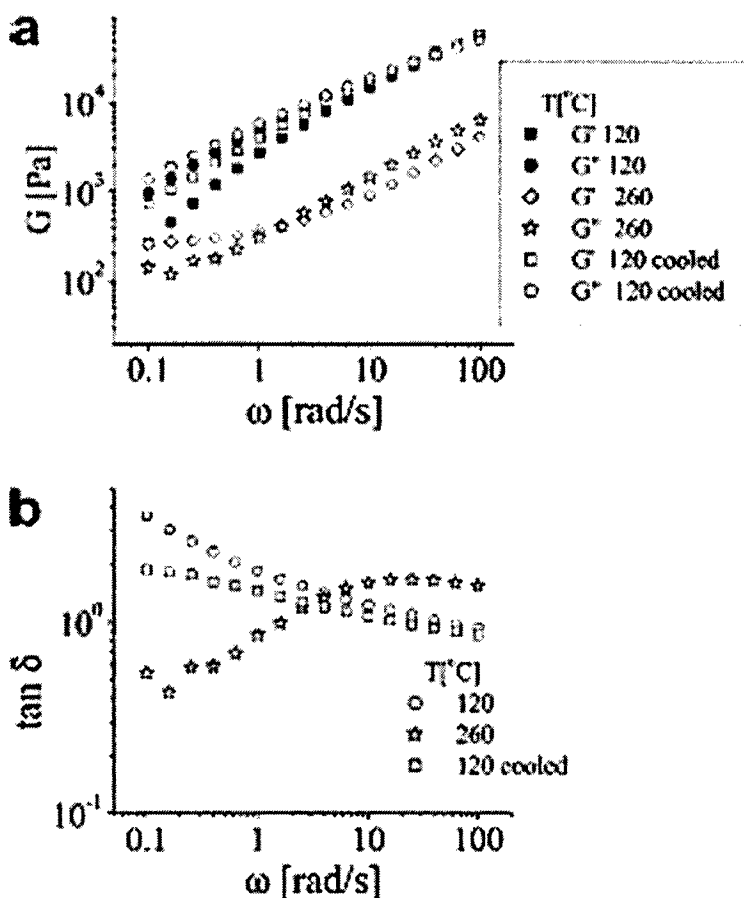 a
G [Pa]
10⁴
10³
10²
0.1 1 10 100
ω [rad/s]
T[°C]
G' 120
G" 120
G' 260
G" 260
G' 120 cooled
G" 120 cooled
b
tan δ
10⁰
10⁻¹
0.1 1 10 100
ω [rad/s]
T[°C]
120
260
120 cooled